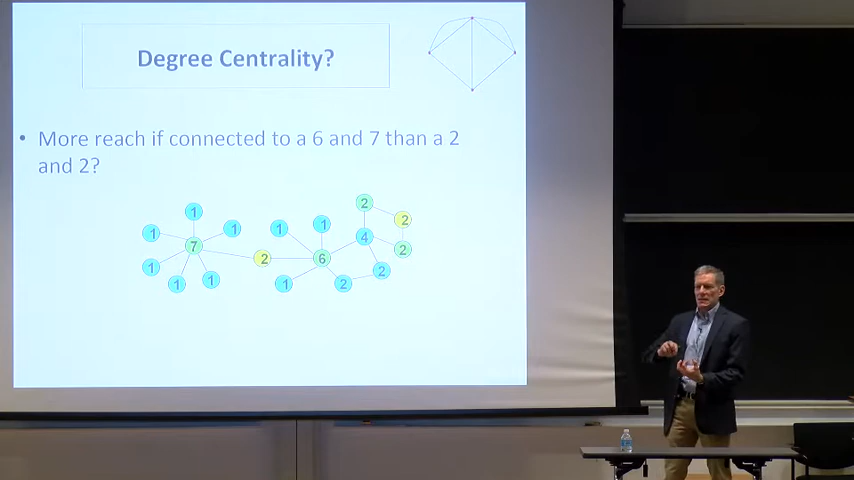 Degree Centrality?
• More reach if connected to a 6 and 7 than a 2
and 2?
2
1 1 2
1 1 1
7 4 2
2 6
1 2
1 1 1 2